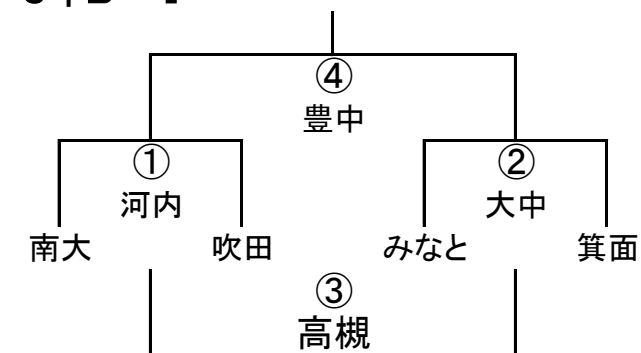 ④
豊中
① ②
河内 大中
南大 吹田 みなと 箕面
③
高槻